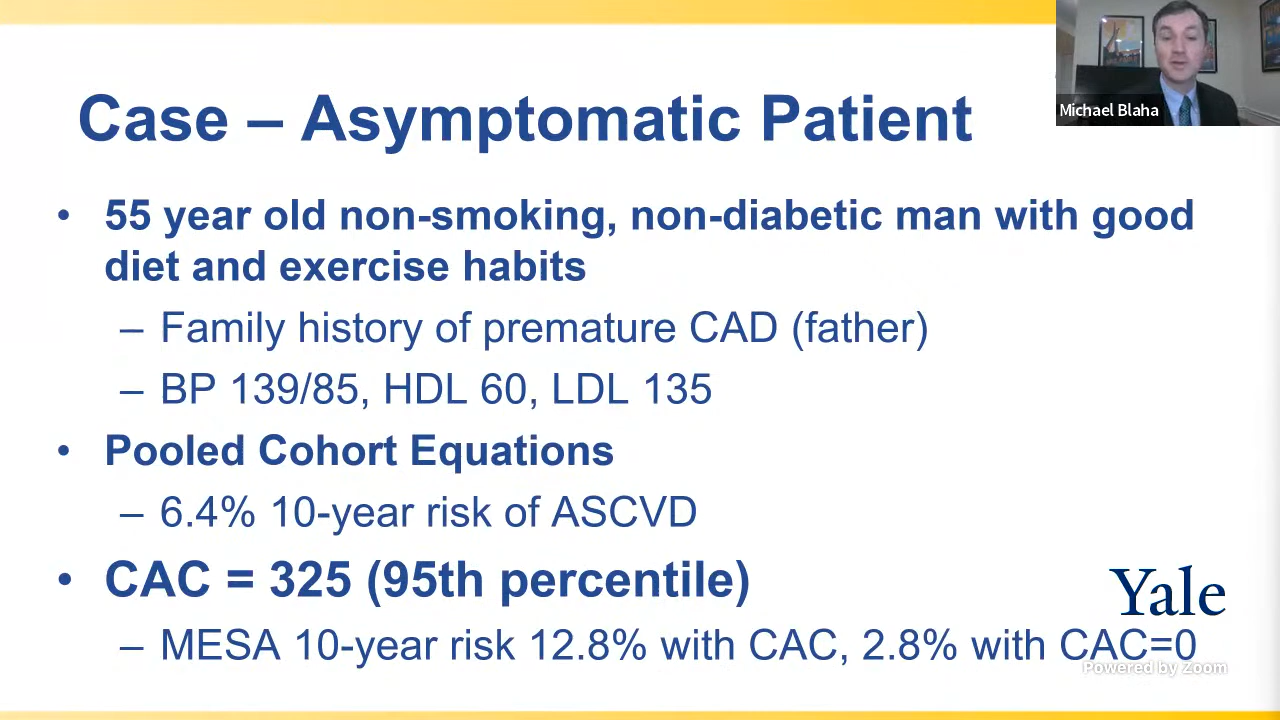 Case – Asymptomatic Patient
Michael Blaha
• 55 year old non-smoking, non-diabetic man with good
diet and exercise habits
– Family history of premature CAD (father)
– BP 139/85, HDL 60, LDL 135
• Pooled Cohort Equations
– 6.4% 10-year risk of ASCVD
• CAC = 325 (95th percentile)
Yale
– MESA 10-year risk 12.8% with CAC, 2.8% with CAC=0
Powered by Zoom